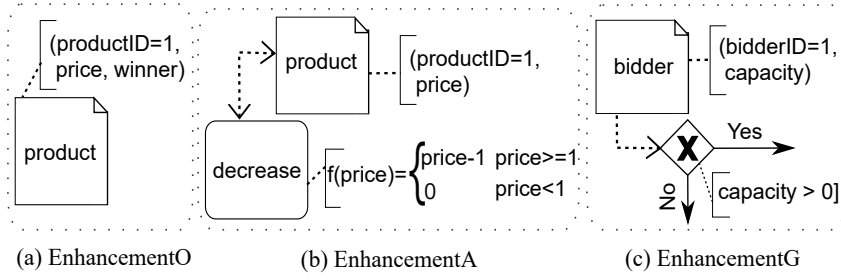 (productID=1,
price, winner)
product
(a) EnhancementO
product
(productID=1,
price)
decrease
f(price)={
price-1 price>=1
0 price<1
(b) EnhancementA
bidder
(bidderID=1,
capacity)
X
Yes
No
capacity > 0]
(c) EnhancementG